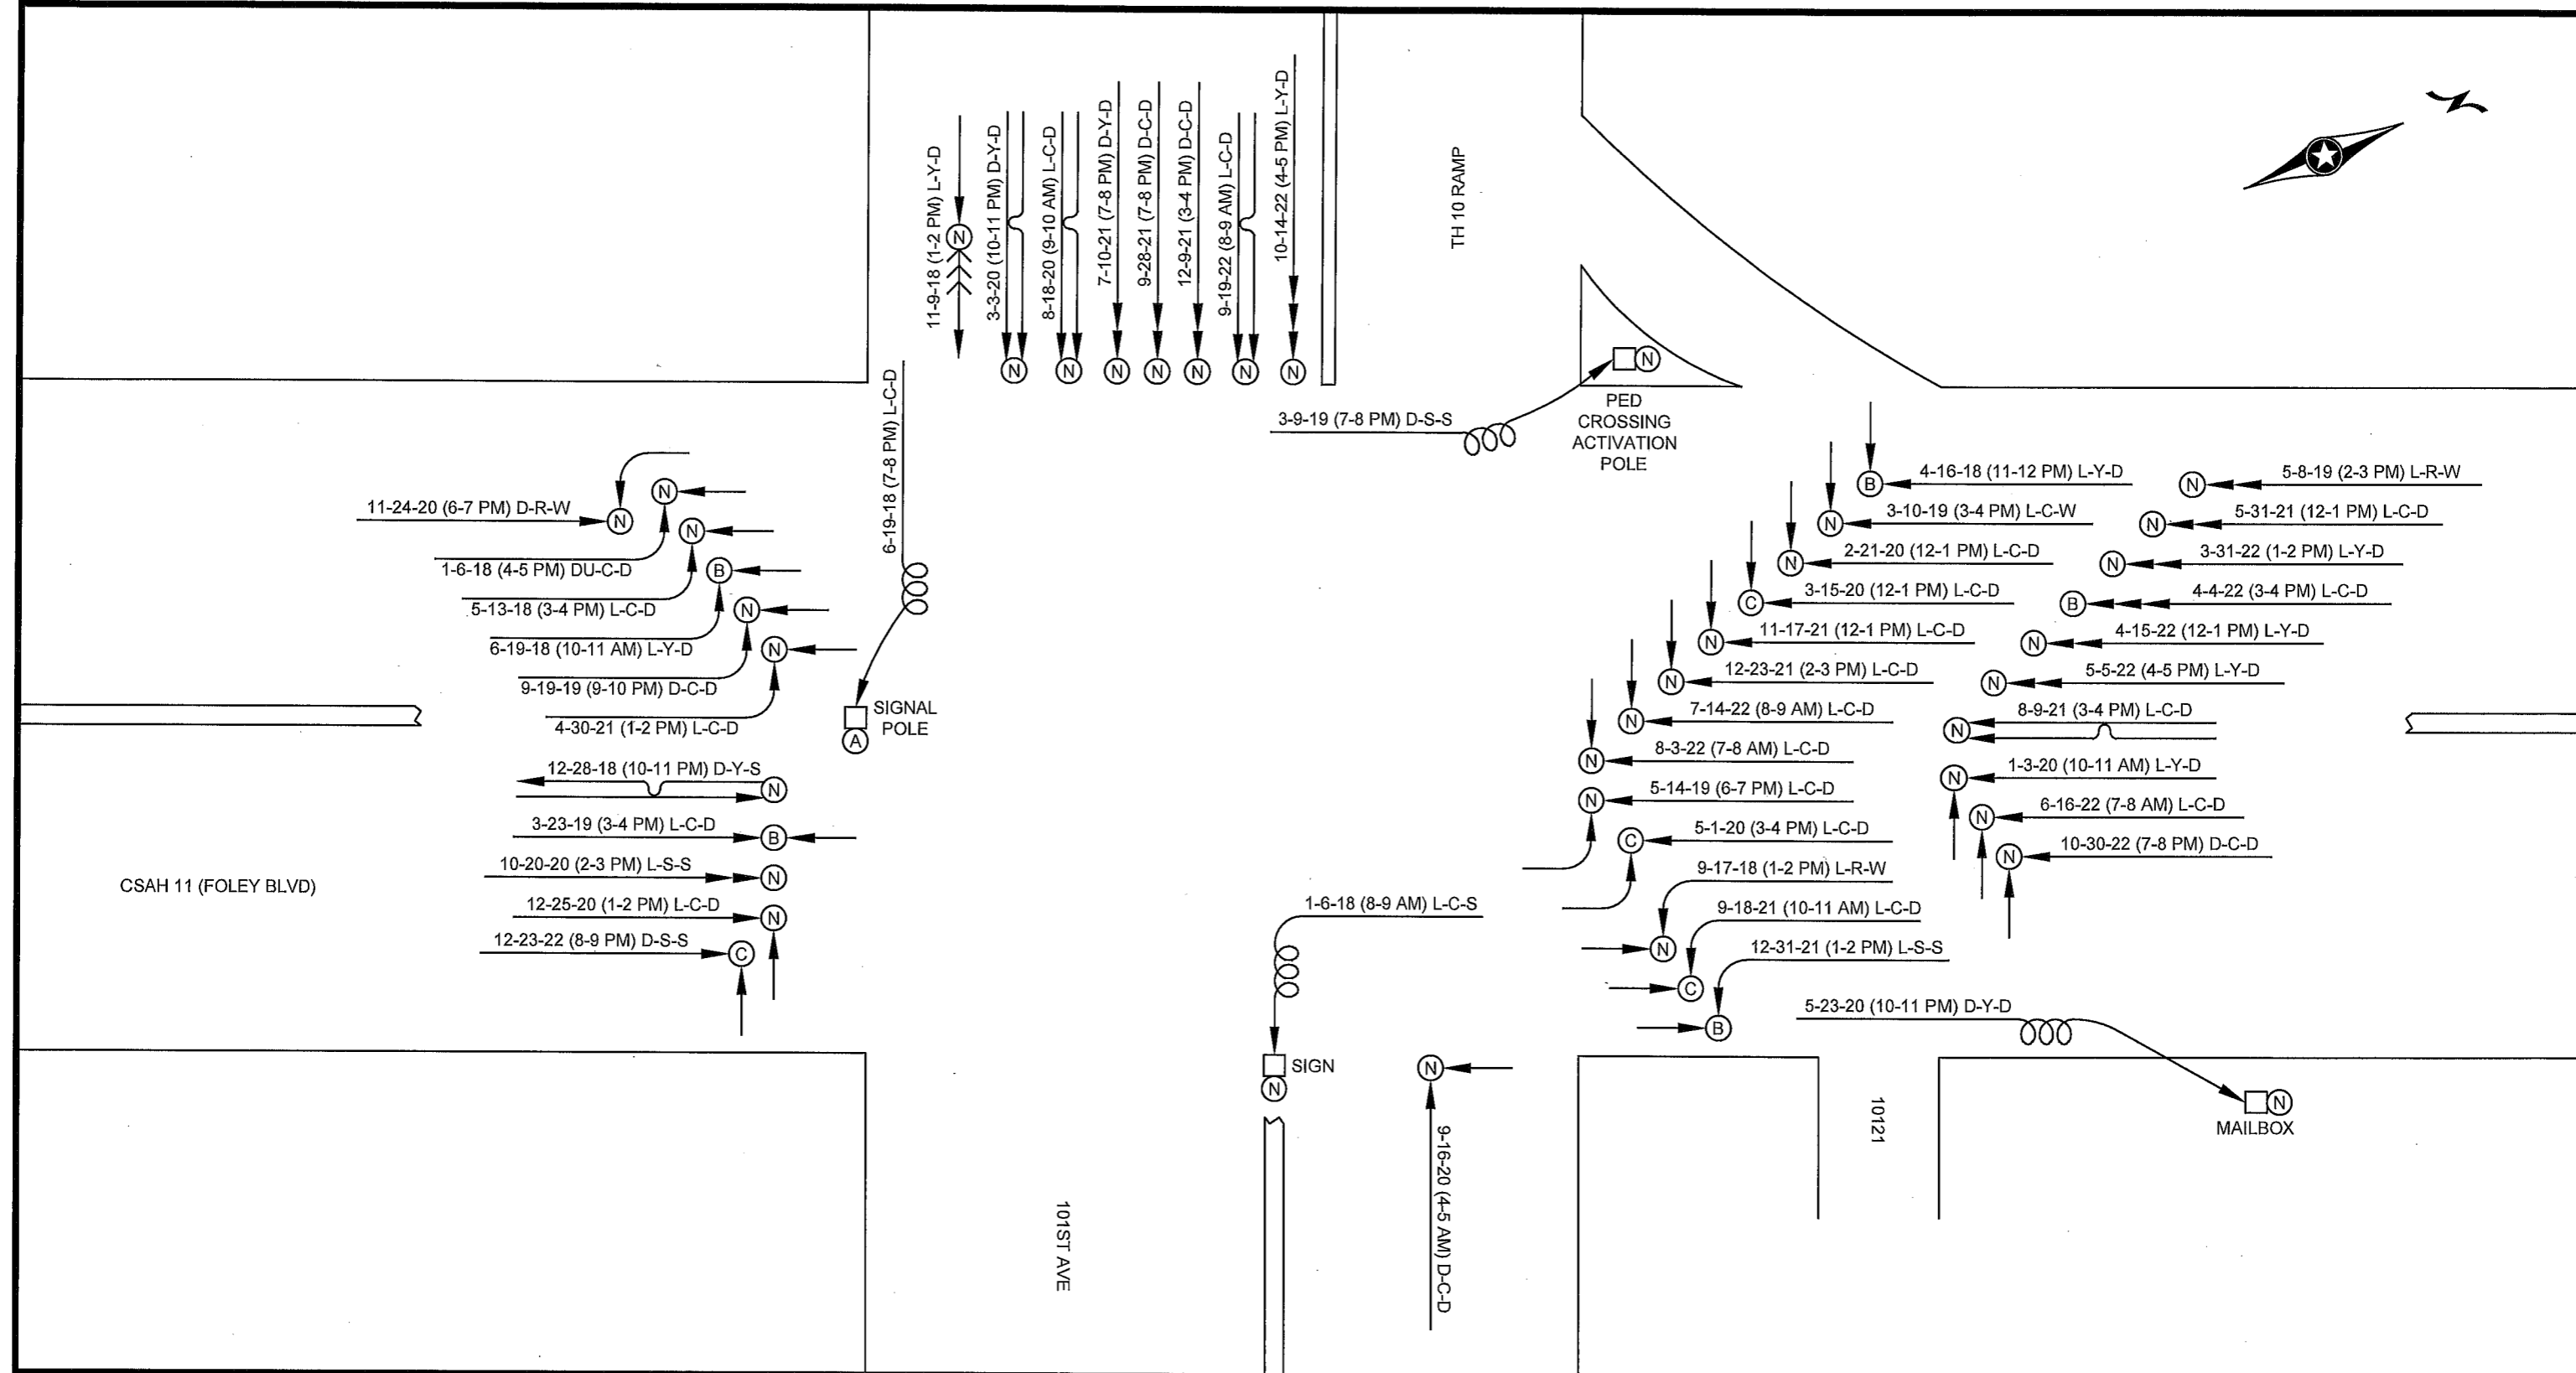 11-9-18 (1-2 PM) L-Y-D
N
3-3-20 (10-11 PM) D-Y-D
N
8-18-20 (9-10 AM) L-C-D
N
7-10-21 (7-8 PM) D-Y-D
N
9-28-21 (7-8 PM) D-C-D
N
12-9-21 (3-4 PM) D-C-D
N
9-19-22 (8-9 AM) L-C-D
N
10-14-22 (4-5 PM) L-Y-D
N
TH 10 RAMP
N
6-19-18 (7-8 PM) L-C-D
SIGNAL
POLE
A
3-9-19 (7-8 PM) D-S-S
N
PED
CROSSING
ACTIVATION
POLE
11-24-20 (6-7 PM) D-R-W
N
N
1-6-18 (4-5 PM) DU-C-D
N
5-13-18 (3-4 PM) L-C-D
B
6-19-18 (10-11 AM) L-Y-D
N
9-19-19 (9-10 PM) D-C-D
N
4-30-21 (1-2 PM) L-C-D
12-28-18 (10-11 PM) D-Y-S
N
3-23-19 (3-4 PM) L-C-D
B
10-20-20 (2-3 PM) L-S-S
N
12-25-20 (1-2 PM) L-C-D
N
12-23-22 (8-9 PM) D-S-S
C
CSAH 11 (FOLEY BLVD)
B
4-16-18 (11-12 PM) L-Y-D
N
3-10-19 (3-4 PM) L-C-W
N
2-21-20 (12-1 PM) L-C-D
C
3-15-20 (12-1 PM) L-C-D
N
11-17-21 (12-1 PM) L-C-D
N
12-23-21 (2-3 PM) L-C-D
N
7-14-22 (8-9 AM) L-C-D
N
8-3-22 (7-8 AM) L-C-D
N
5-14-19 (6-7 PM) L-C-D
C
5-1-20 (3-4 PM) L-C-D
9-17-18 (1-2 PM) L-R-W
N
9-18-21 (10-11 AM) L-C-D
C
12-31-21 (1-2 PM) L-S-S
B
N
5-8-19 (2-3 PM) L-R-W
N
5-31-21 (12-1 PM) L-C-D
N
3-31-22 (1-2 PM) L-Y-D
B
4-4-22 (3-4 PM) L-C-D
N
4-15-22 (12-1 PM) L-Y-D
N
5-5-22 (4-5 PM) L-Y-D
N
8-9-21 (3-4 PM) L-C-D
N
1-3-20 (10-11 AM) L-Y-D
N
6-16-22 (7-8 AM) L-C-D
N
10-30-22 (7-8 PM) D-C-D
1-6-18 (8-9 AM) L-C-S
SIGN
N
5-23-20 (10-11 PM) D-Y-D
N
MAILBOX
N
9-16-20 (4-5 AM) D-C-D
10121
101ST AVE